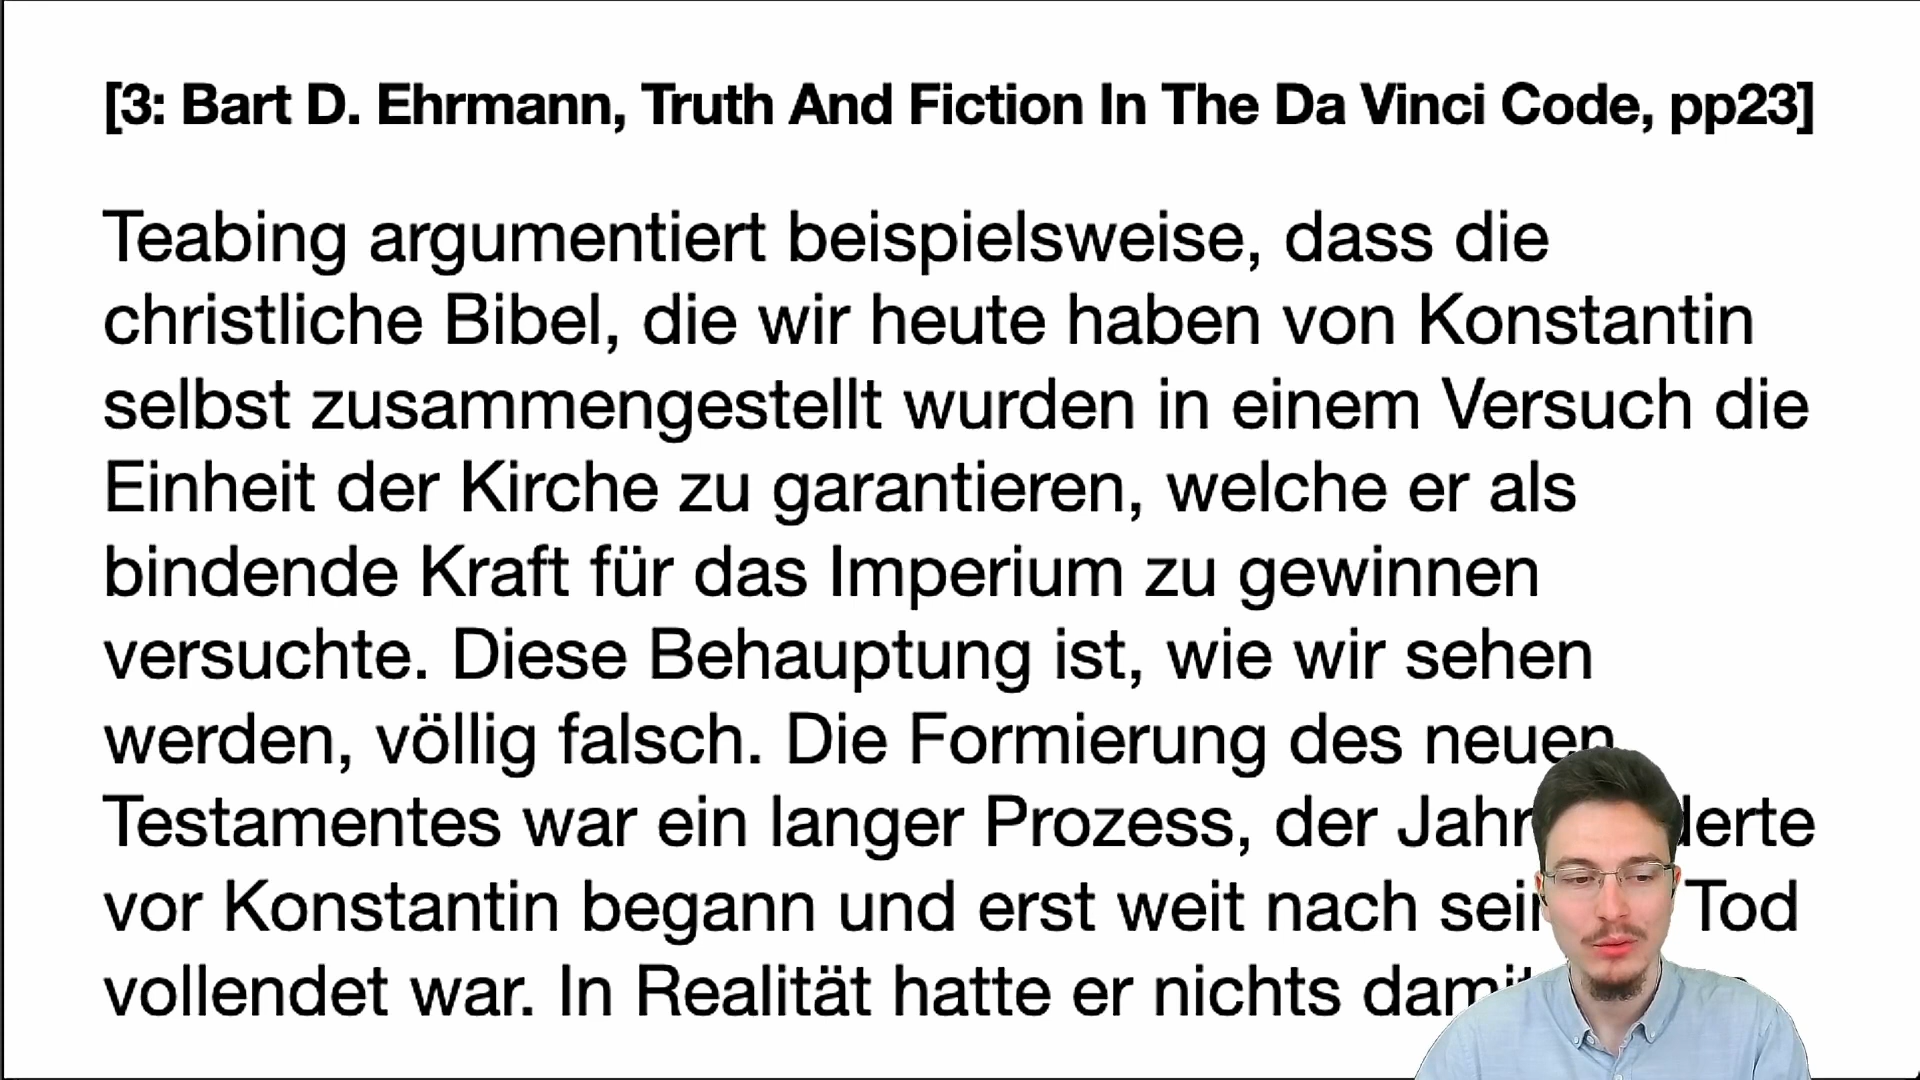 [3: Bart D. Ehrmann, Truth And Fiction In The Da Vinci Code, pp23]
Teabing argumentiert beispielsweise, dass die
christliche Bibel, die wir heute haben von Konstantin
selbst zusammengestellt wurden in einem Versuch die
Einheit der Kirche zu garantieren, welche er als
bindende Kraft für das Imperium zu gewinnen
versuchte. Diese Behauptung ist, wie wir sehen
werden, völlig falsch. Die Formierung des neuen
Testamentes war ein langer Prozess, der
vor Konstantin begann und erst weit nach Tod
vollendet war. In Realität hatte er nichts